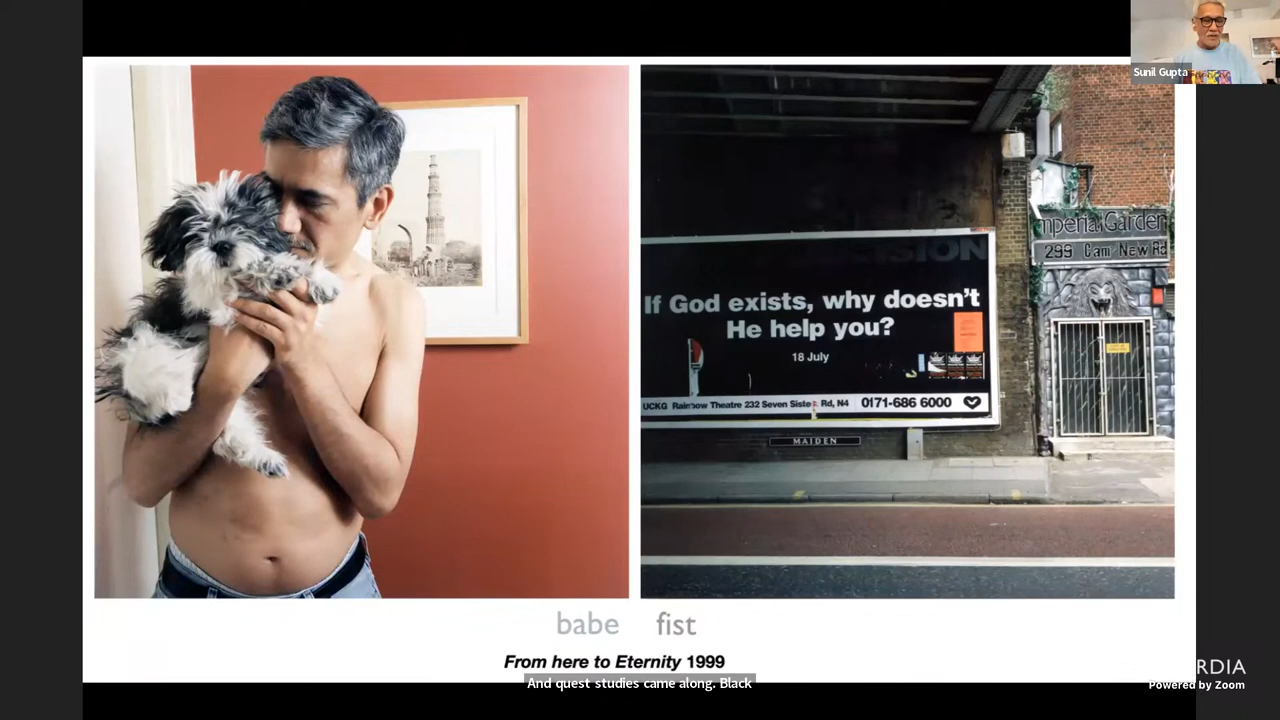 Sunil Gupta
If God exists, why doesn't
He help you?
18 July
UCKG Rainbow Theatre 232 Seven Sisters Rd, N4 0171-686 6000
MAIDEN
Imperial Gardens
299 Cam New Rd
babe fist
From here to Eternity 1999
And quest studies came along. Black
RDIA
Powered by Zoom